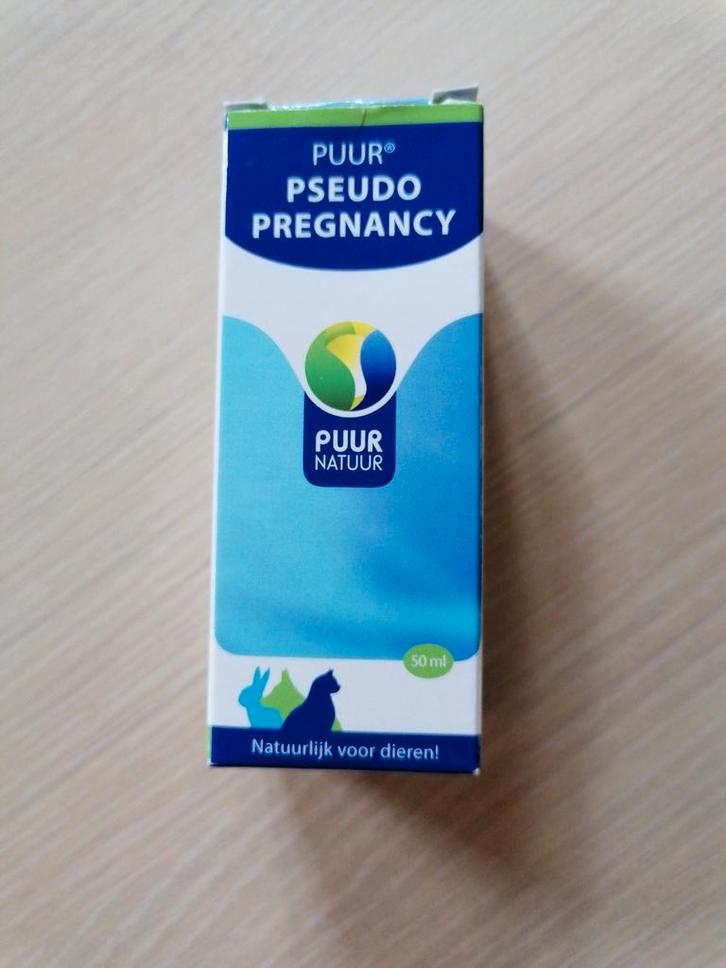 PUUR®
PSEUDO
PREGNANCY
PUUR
NATUUR
50 ml
Natuurlijk voor dieren!